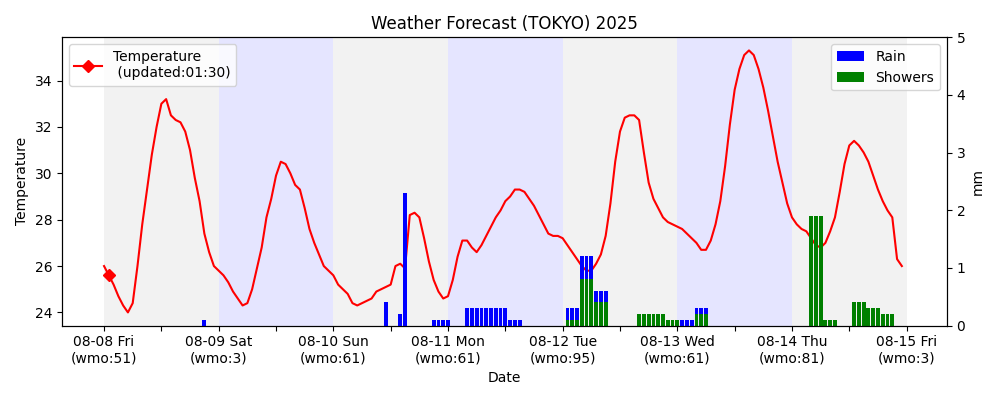 Weather Forecast (TOKYO) 2025
Temperature
(updated:01:30)
Rain
Showers
Temperature
34
32
30
28
26
24
5
4
3
2
1
0
mm
08-08 Fri
(wmo:51)
08-09 Sat
(wmo:3)
08-10 Sun
(wmo:61)
08-11 Mon
(wmo:61)
08-12 Tue
(wmo:95)
08-13 Wed
(wmo:61)
08-14 Thu
(wmo:81)
08-15 Fri
(wmo:3)
Date